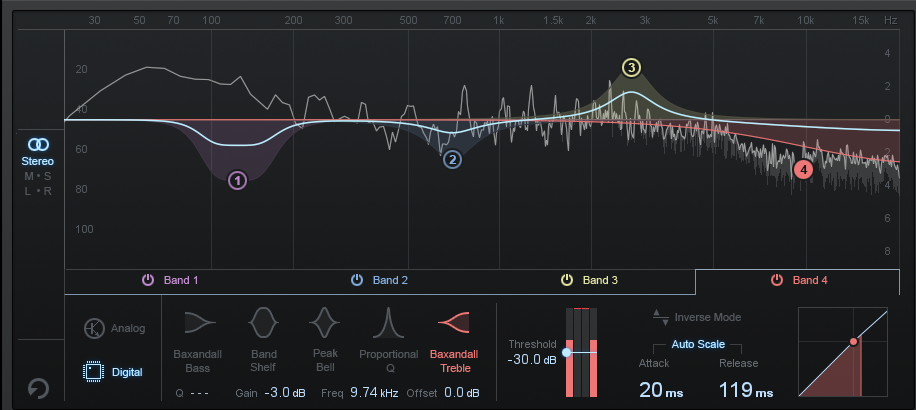 30 50 70 100 200 300 500 700 1k 1.5k 2k 3k 5k 7k 10k 15k Hz
20 4
2
40 0
60 2
80 4
6
100
8
3
2
1
4
Stereo
M • S
L • R
Band 1 Band 2 Band 3 Band 4
Analog
Digital
Baxandall Bass
Band Shelf
Peak Bell
Proportional Q
Baxandall Treble
Q --- Gain -3.0 dB Freq 9.74 kHz Offset 0.0 dB
Threshold
-30.0 dB
Inverse Mode
Auto Scale
Attack Release
20 ms 119 ms